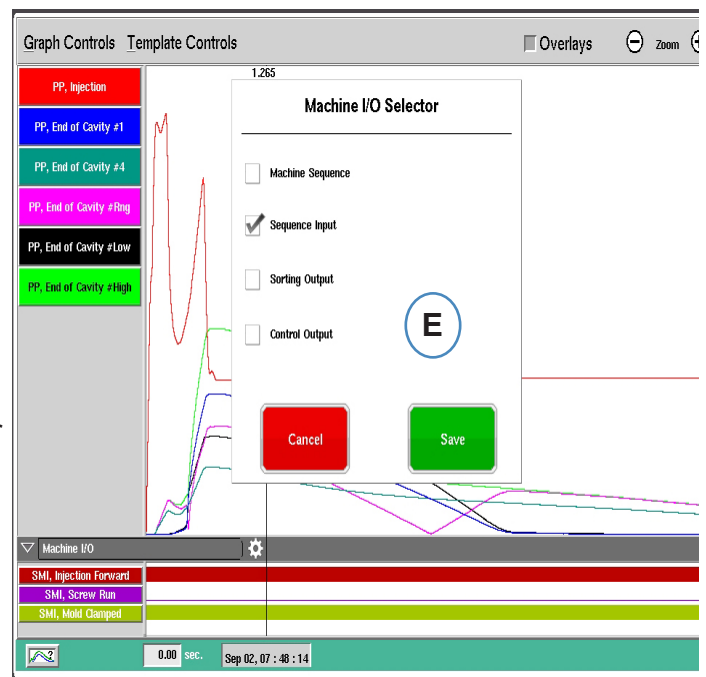 Graph Controls Template Controls
Overlays
Zoom
1.265
PP, Injection
PP, End of Cavity #1
PP, End of Cavity #4
PP, End of Cavity #Rng
PP, End of Cavity #Low
PP, End of Cavity #High
Machine I/O Selector
Machine Sequence
Sequence Input
Sorting Output
Control Output
E
Cancel
Save
Machine I/O
SMI, Injection Forward
SMI, Screw Run
SMI, Mold Clamped
0.00 sec.
Sep 02, 07 : 48 : 14